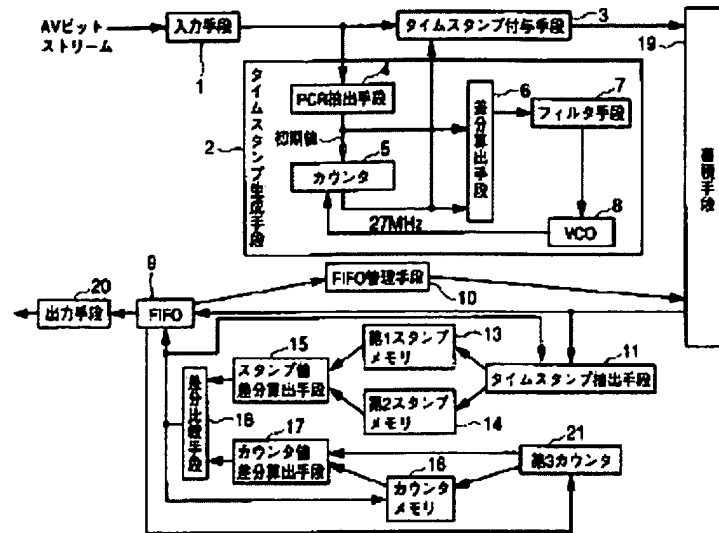 AVビット
ストリーム
入力手段
1
タイムスタンプ付与手段
3
19
蓄積手段
2
タイムスタンプ生成手段
4
PCR抽出手段
初期値
5
カウンタ
6
差分算出手段
7
フィルタ手段
8
VCO
27MHz
20
出力手段
9
FIFO
FIFO管理手段
10
11
タイムスタンプ抽出手段
13
第1スタンプ
メモリ
第2スタンプ
メモリ
14
15
スタンプ値
差分算出手段
差分比較手段
18
17
カウンタ値
差分算出手段
16
カウンタ
メモリ
21
第3カウンタ